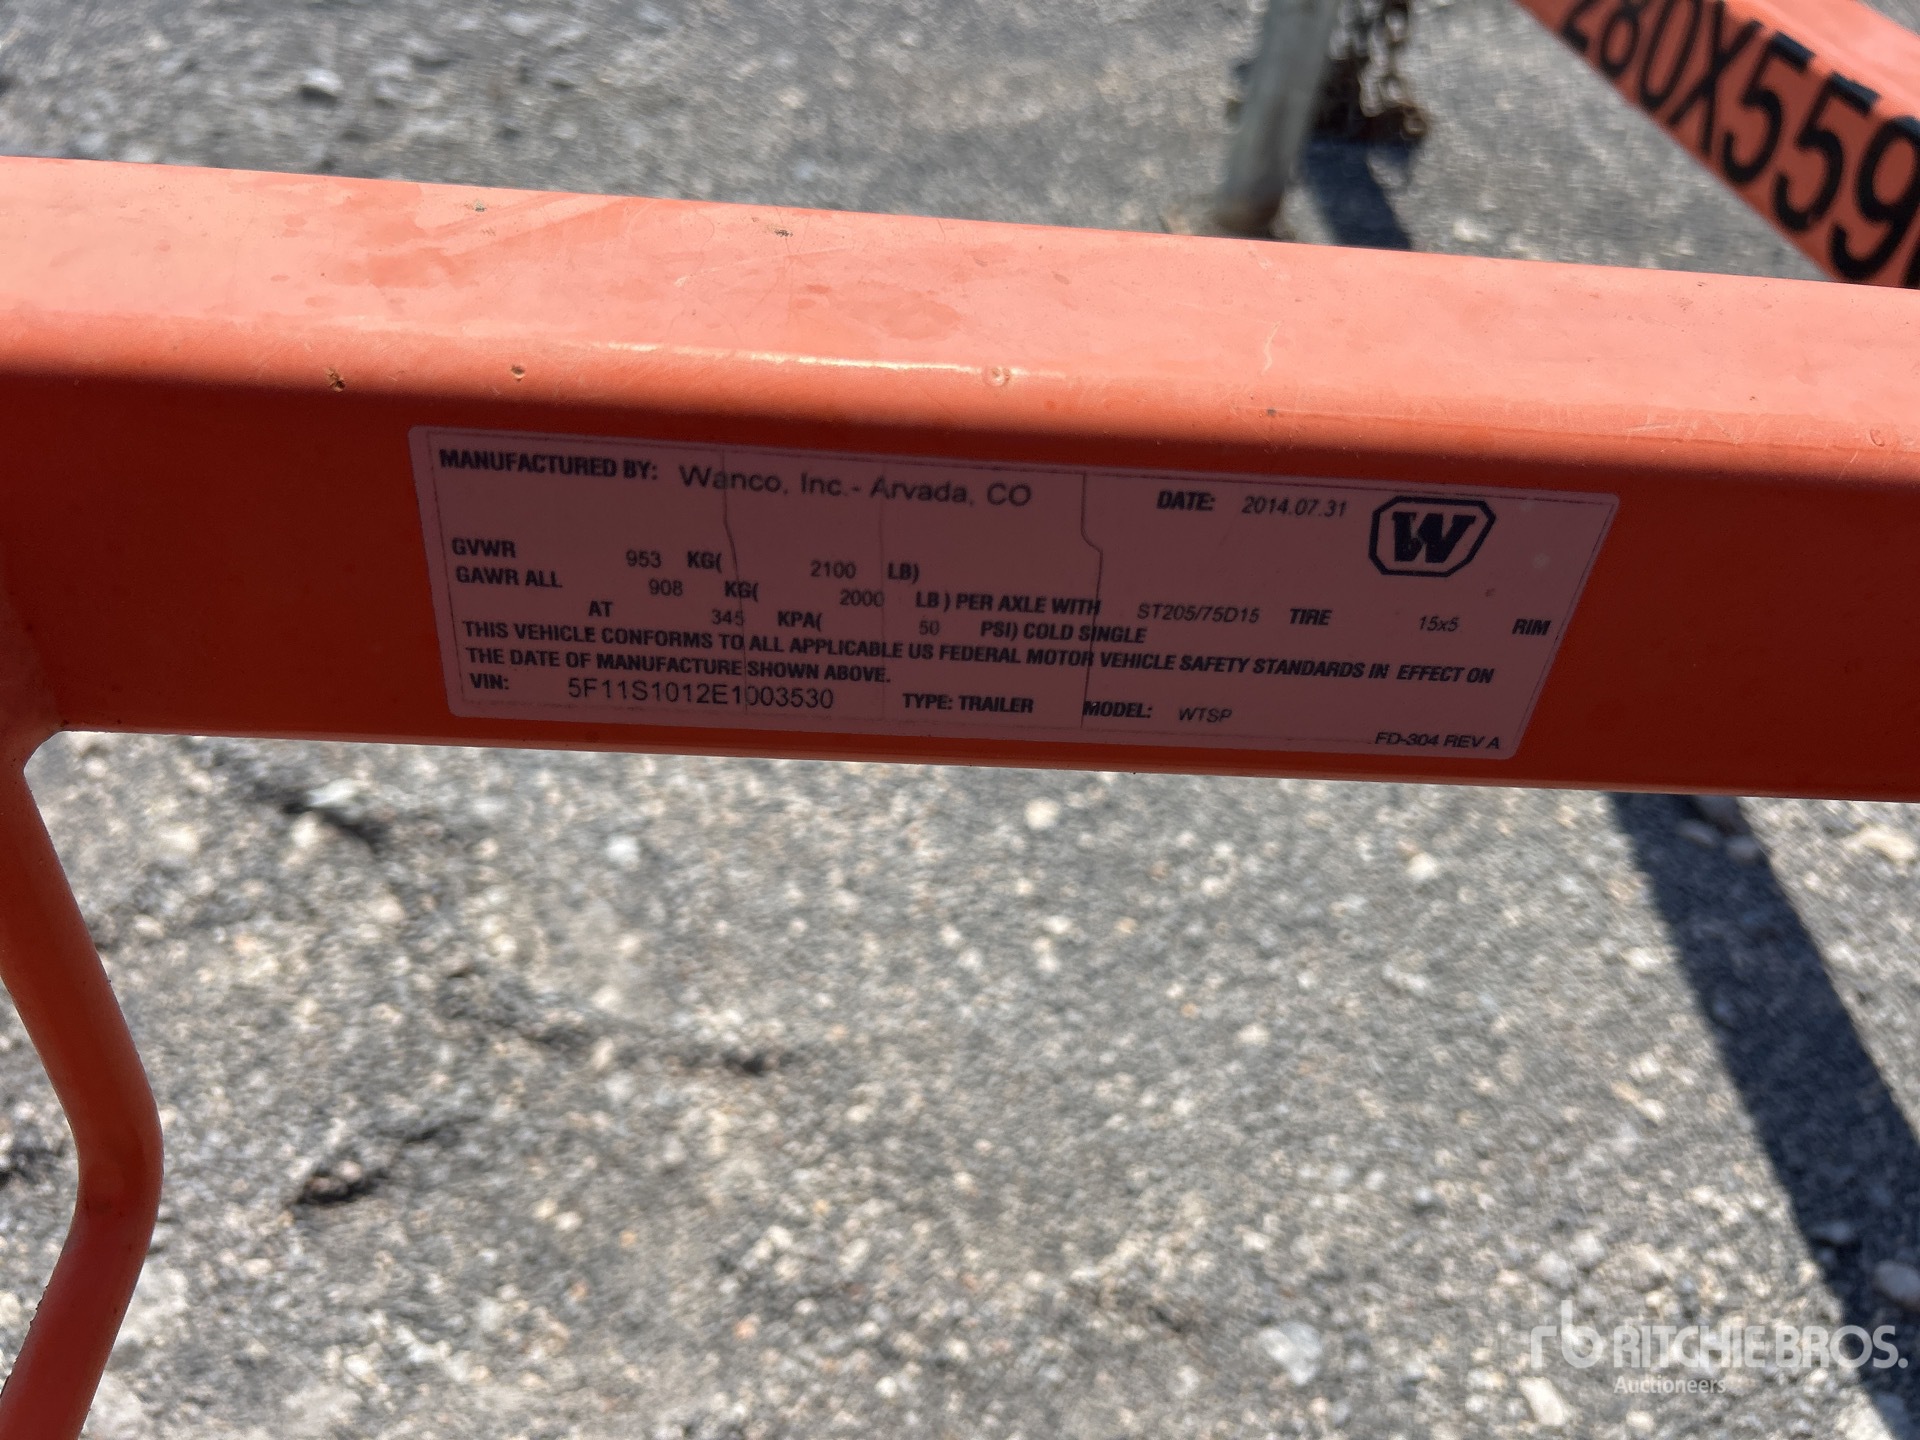 280X559
MANUFACTURED BY: Wanco, Inc.- Arvada, CO DATE: 2014.07.31 W
GVWR 953 KG( 2100 LB)
GAWR ALL 908 KG( 2000 LB ) PER AXLE WITH ST205/75D15 TIRE 15x5 RIM
AT 345 KPA( 50 PSI) COLD SINGLE
THIS VEHICLE CONFORMS TO ALL APPLICABLE US FEDERAL MOTOR VEHICLE SAFETY STANDARDS IN EFFECT ON
THE DATE OF MANUFACTURE SHOWN ABOVE.
VIN: 5F11S1012E1003530 TYPE: TRAILER MODEL: WTSP
FD-304 REV A
rb RITCHIE BROS.
Auctioneers